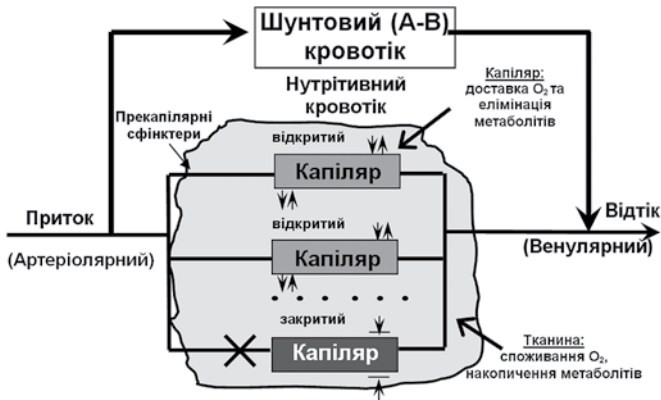 Шунтовий (А-В)
кровотік
Нутрітивний
кровотік
Капіляр:
доставка O₂ та
елімінація
метаболітів
Прекапілярні
сфінктери
відкритий
Капіляр
Приток
(Артеріолярний)
відкритий
Капіляр
Відтік
(Венулярний)
закритий
Капіляр
Тканина:
споживання O₂,
накопичення метаболітів